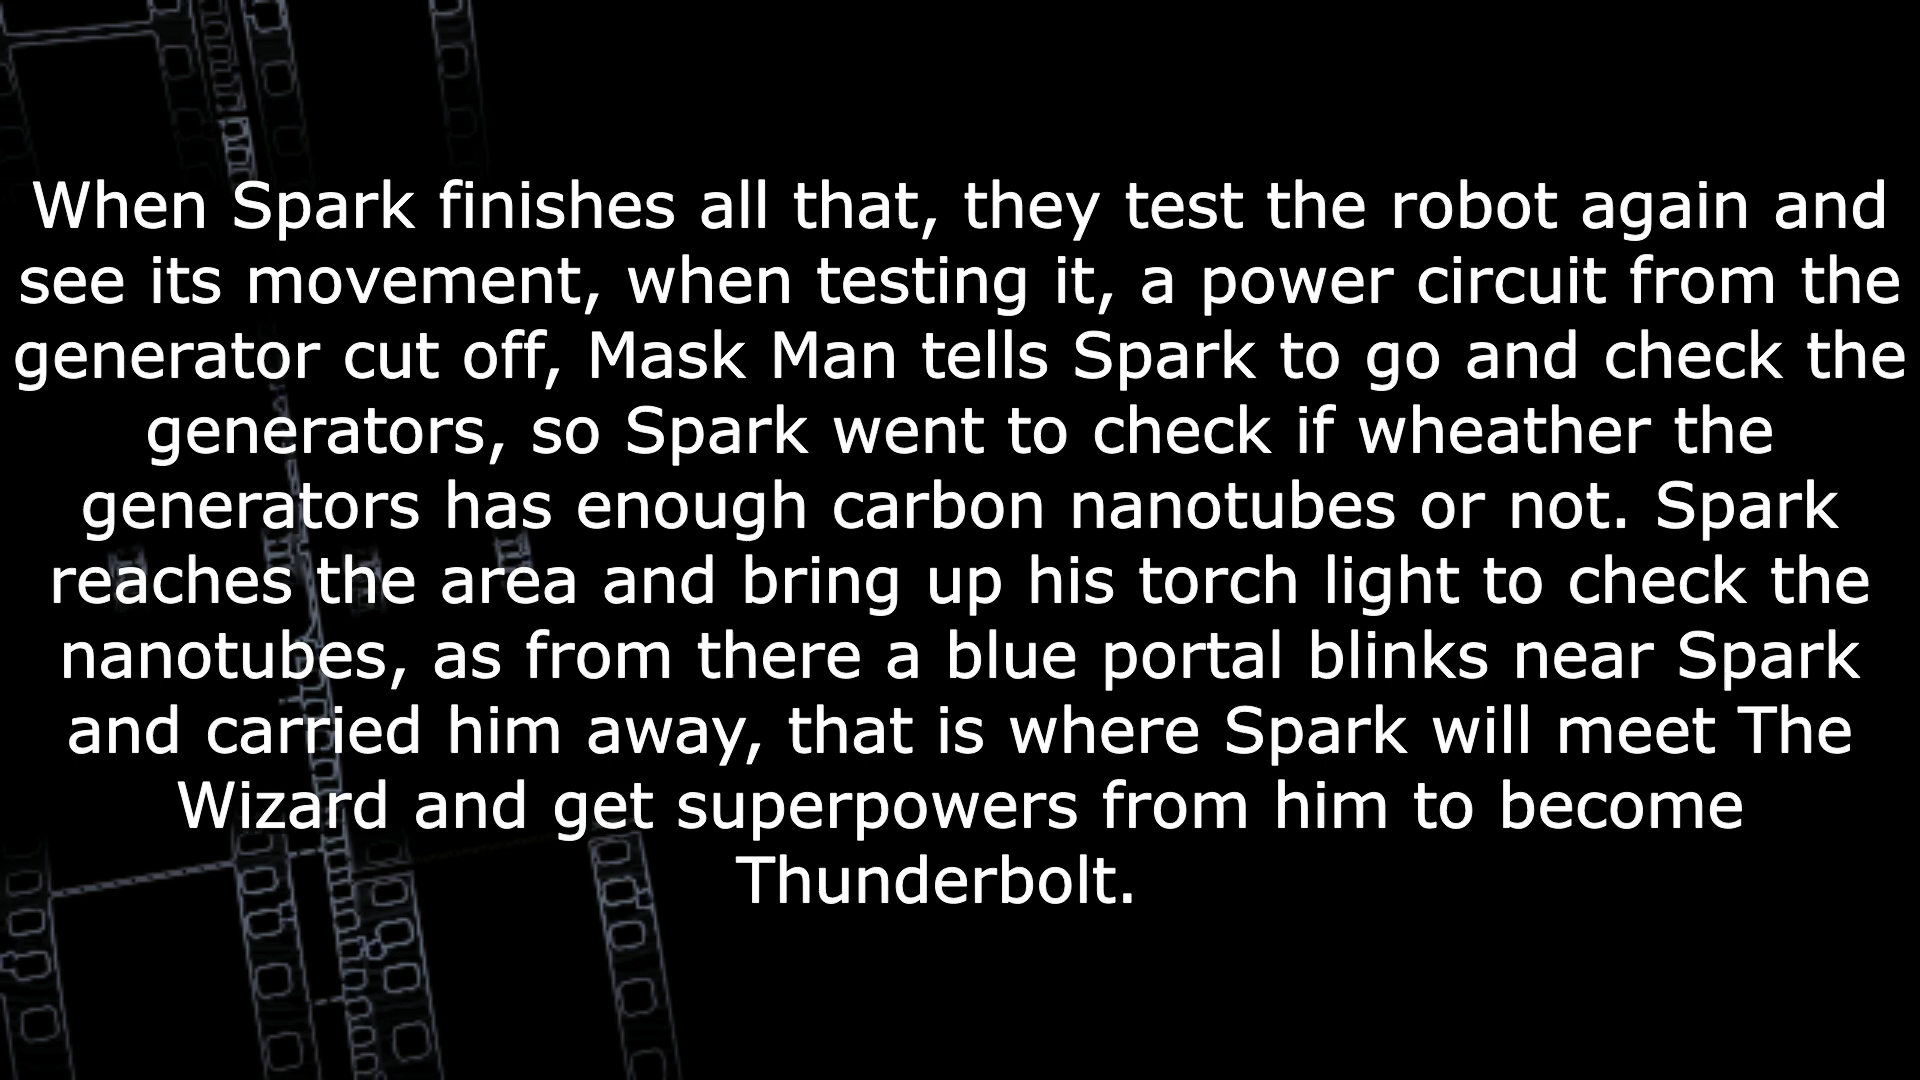 When Spark finishes all that, they test the robot again and
see its movement, when testing it, a power circuit from the
generator cut off, Mask Man tells Spark to go and check the
generators, so Spark went to check if wheather the
generators has enough carbon nanotubes or not. Spark
reaches the area and bring up his torch light to check the
nanotubes, as from there a blue portal blinks near Spark
and carried him away, that is where Spark will meet The
Wizard and get superpowers from him to become
Thunderbolt.